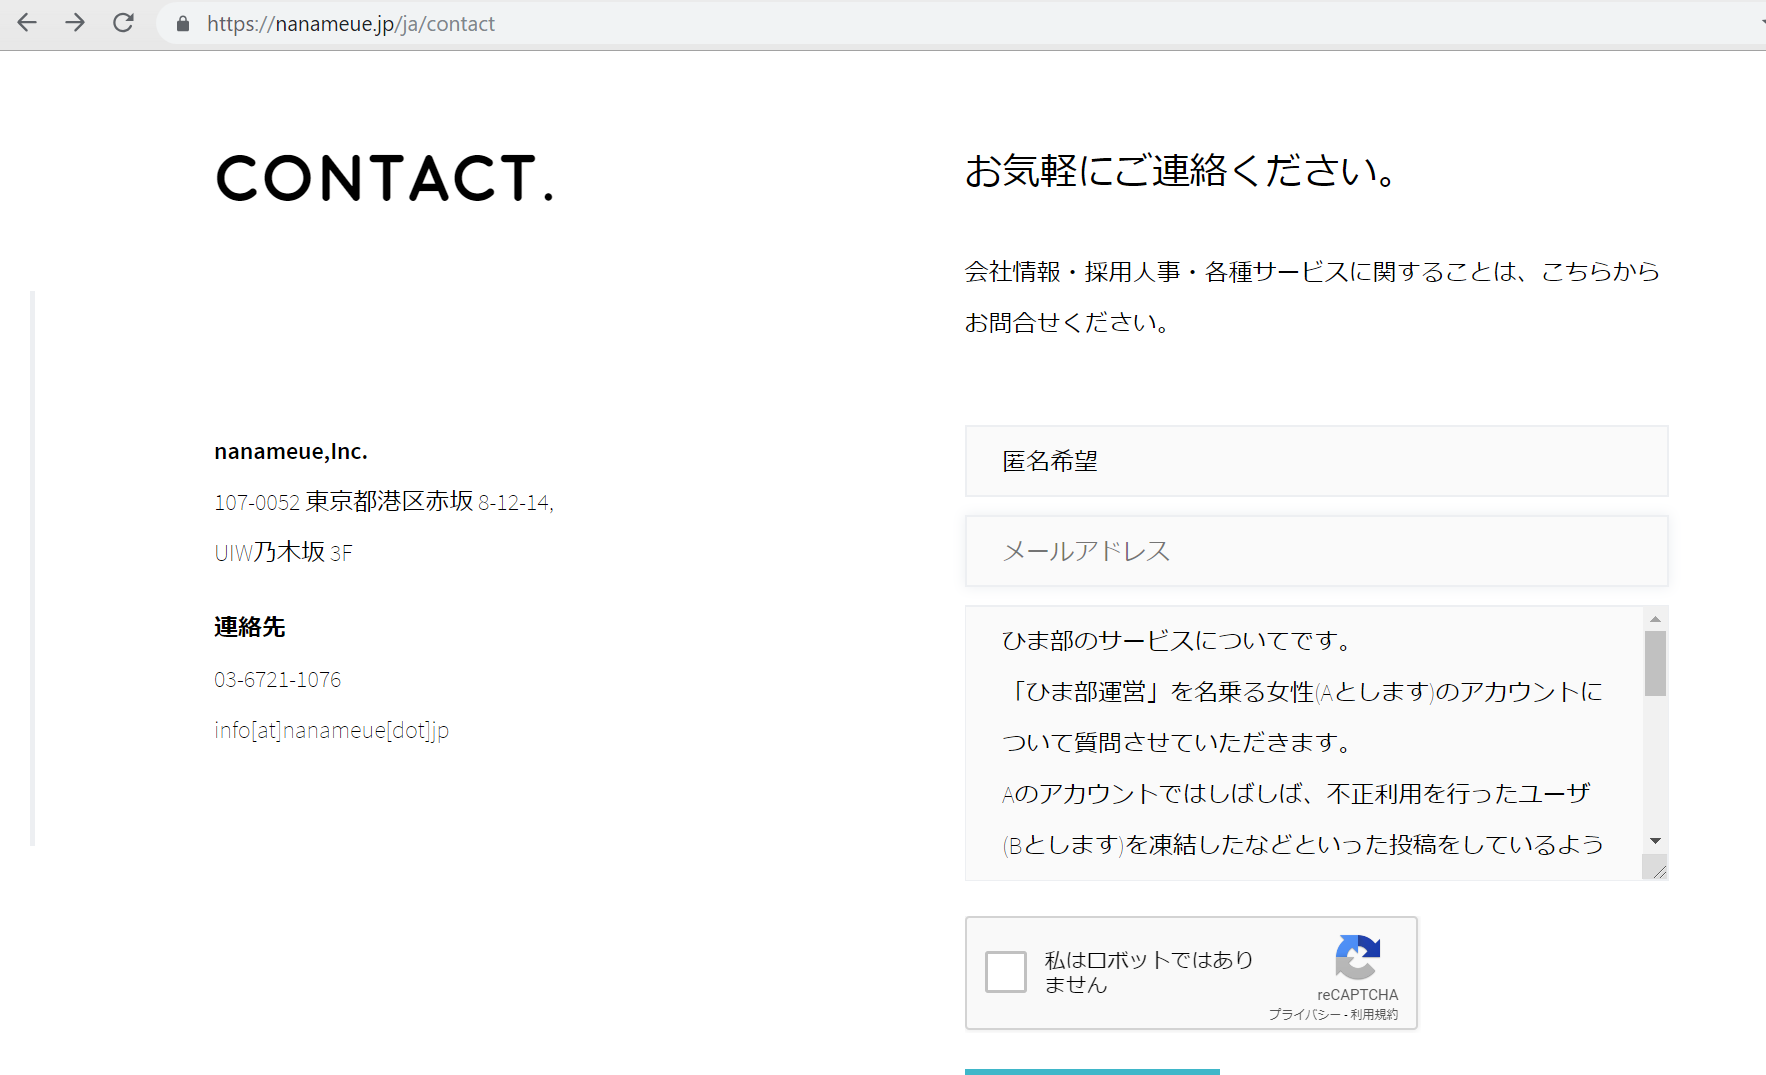 https://nanameue.jp/ja/contact
CONTACT.
nanameue,Inc.
107-0052 東京都港区赤坂 8-12-14,
UIW乃木坂 3F
連絡先
03-6721-1076
info[at]nanameue[dot]jp
お気軽にご連絡ください。
会社情報・採用人事・各種サービスに関することは、こちらから
お問合せください。
匿名希望
メールアドレス
ひま部のサービスについてです。
「ひま部運営」を名乗る女性(Aとします)のアカウントに
ついて質問させていただきます。
Aのアカウントではしばしば、不正利用を行ったユーザ
(Bとします)を凍結したなどといった投稿をしているよう
私はロボットではあり
ません
reCAPTCHA
プライバシー - 利用規約